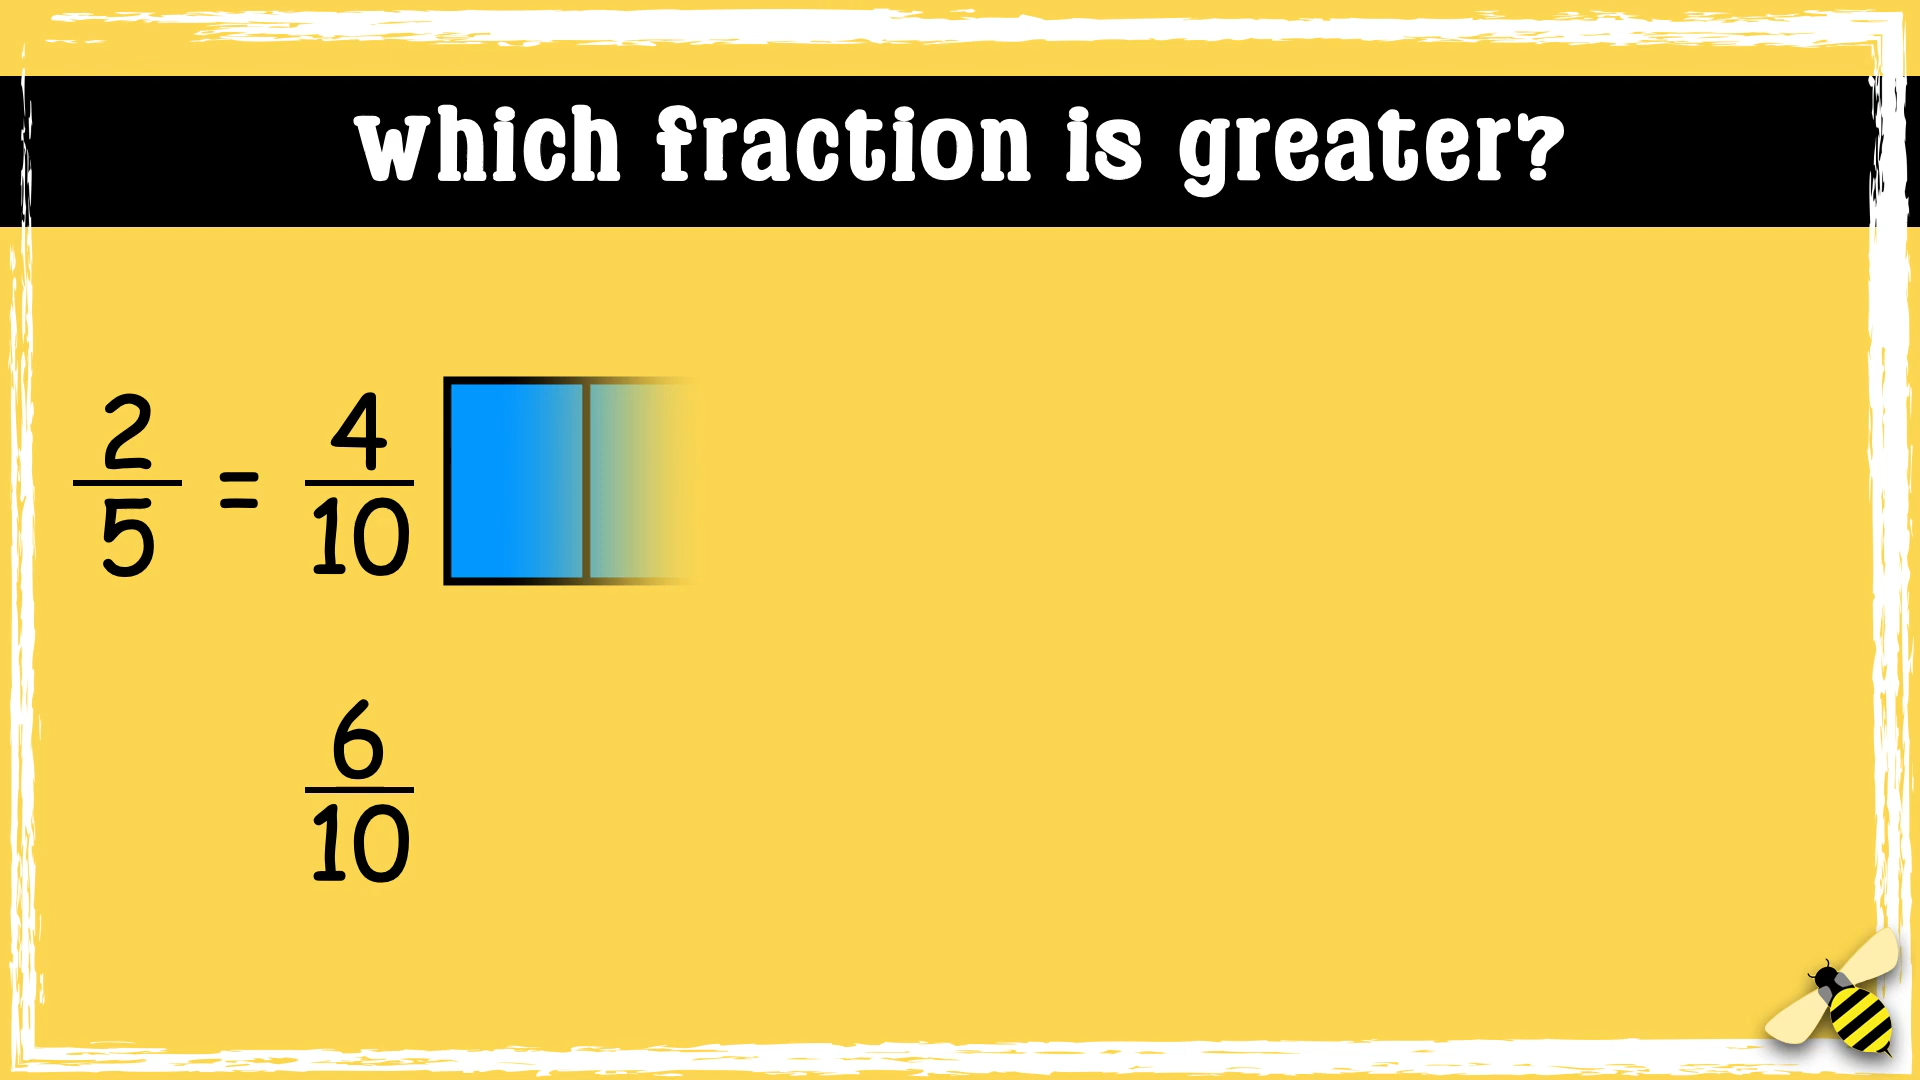 Which fraction is greater?
2/5 = 4/10
6/10